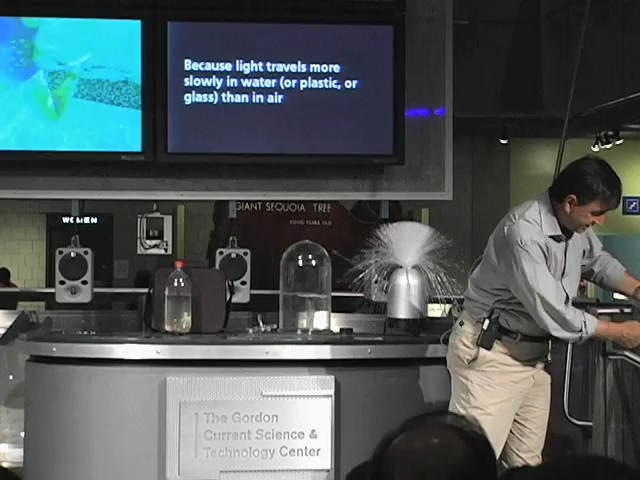 Because light travels more
slowly in water (or plastic, or
glass) than in air
WOMEN
GIANT SEQUOIA TREE
The Gordon
Current Science &
Technology Center